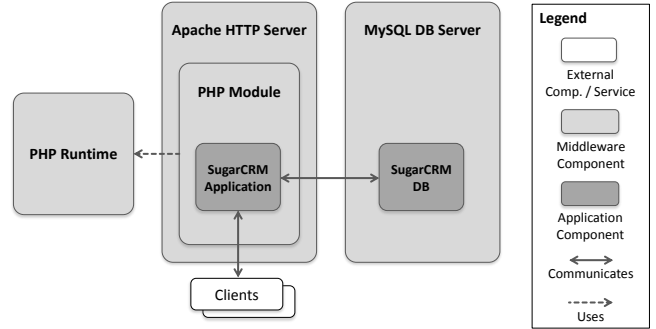 Apache HTTP Server
MySQL DB Server
PHP Module
PHP Runtime
SugarCRM
Application
SugarCRM
DB
Clients
Legend
External
Comp. / Service
Middleware
Component
Application
Component
Communicates
Uses